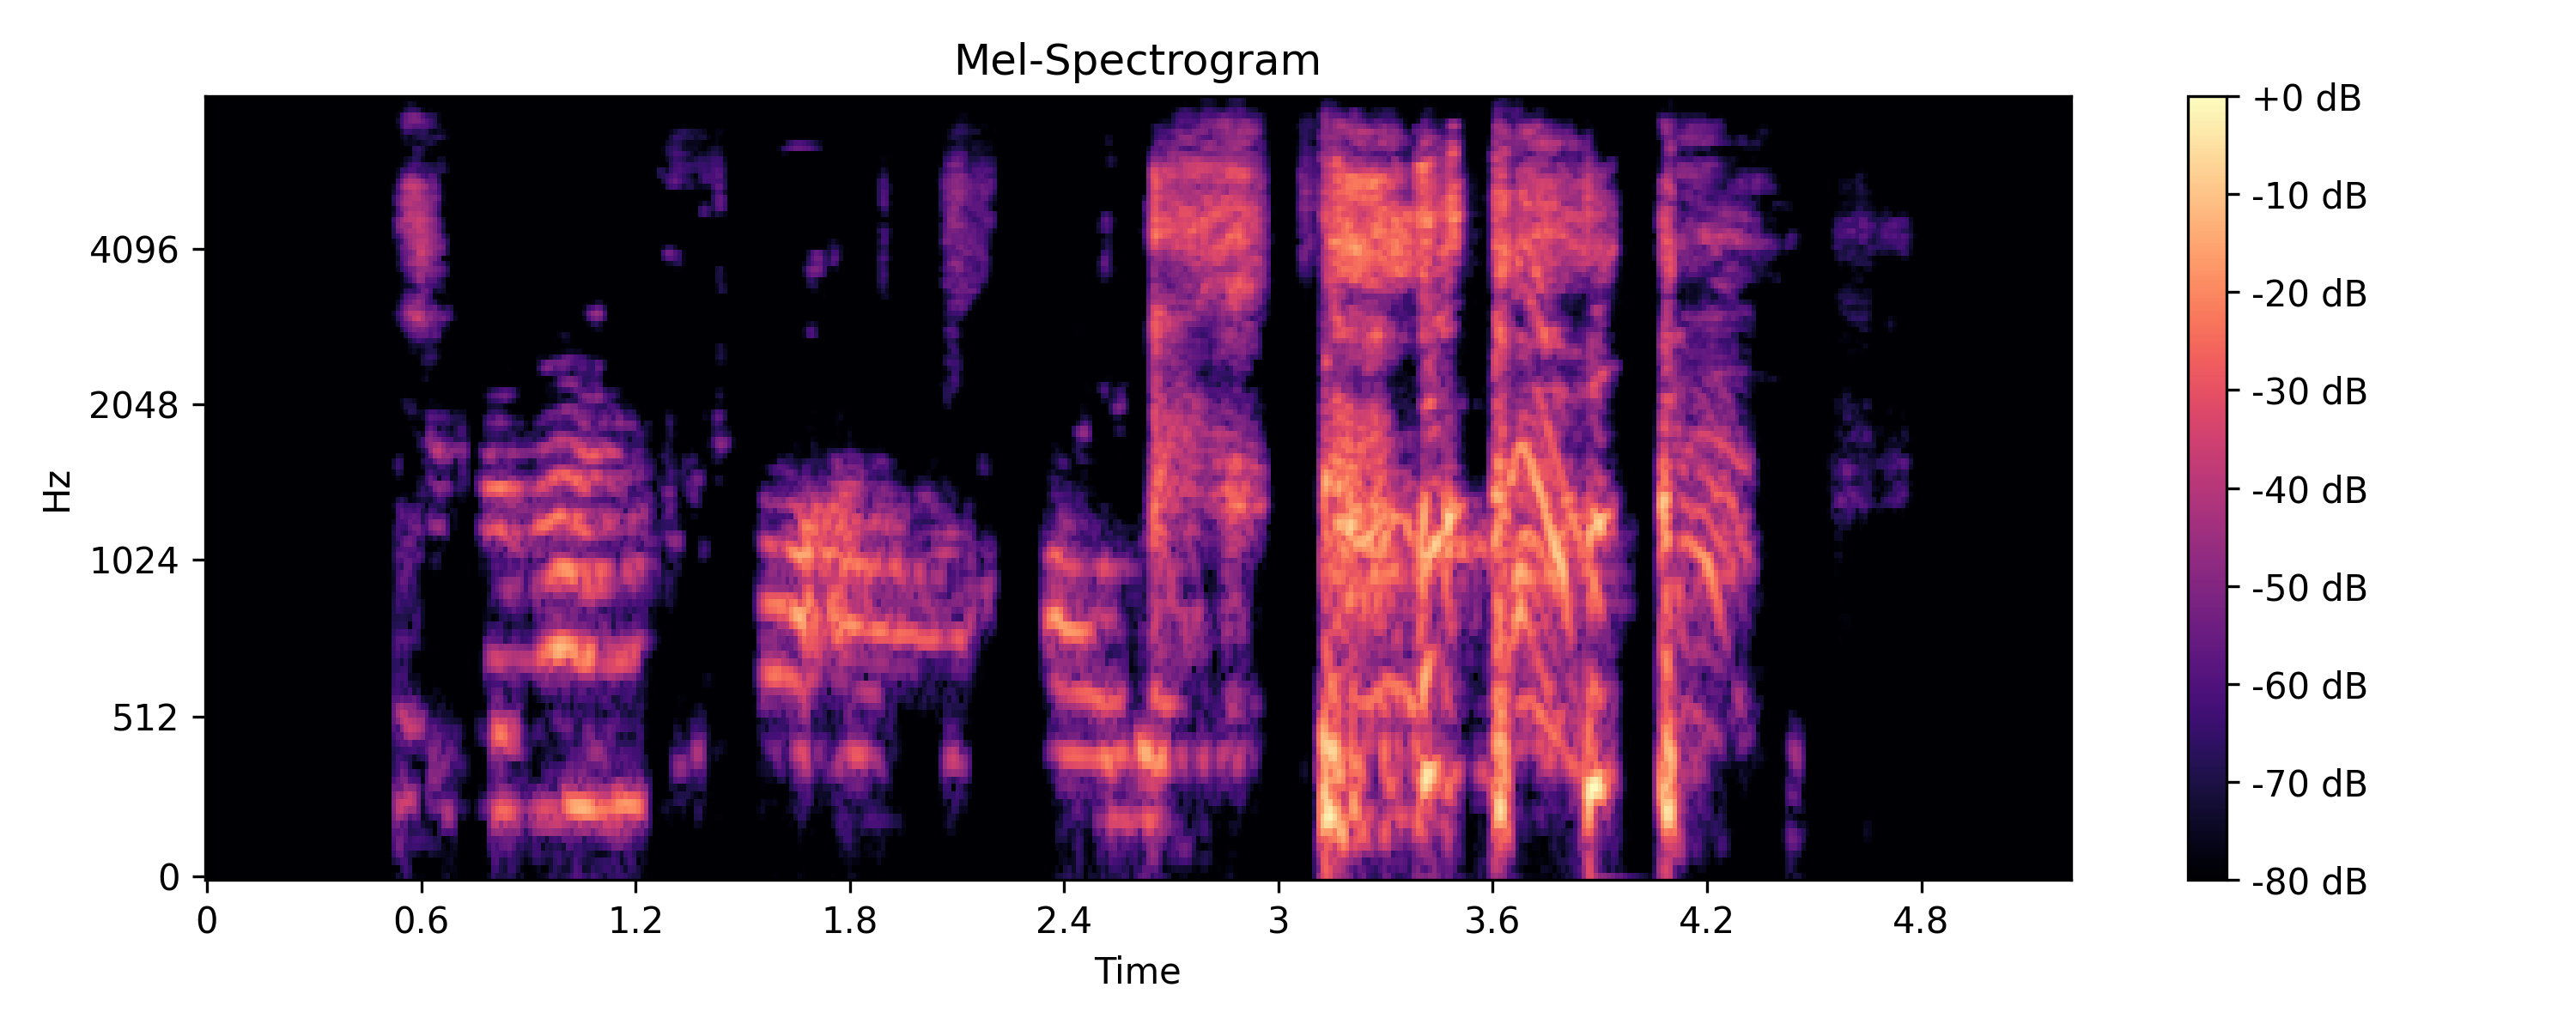 Mel-Spectrogram
+0 dB
-10 dB
-20 dB
-30 dB
-40 dB
-50 dB
-60 dB
-70 dB
-80 dB
Hz
4096
2048
1024
512
0
0 0.6 1.2 1.8 2.4 3 3.6 4.2 4.8
Time